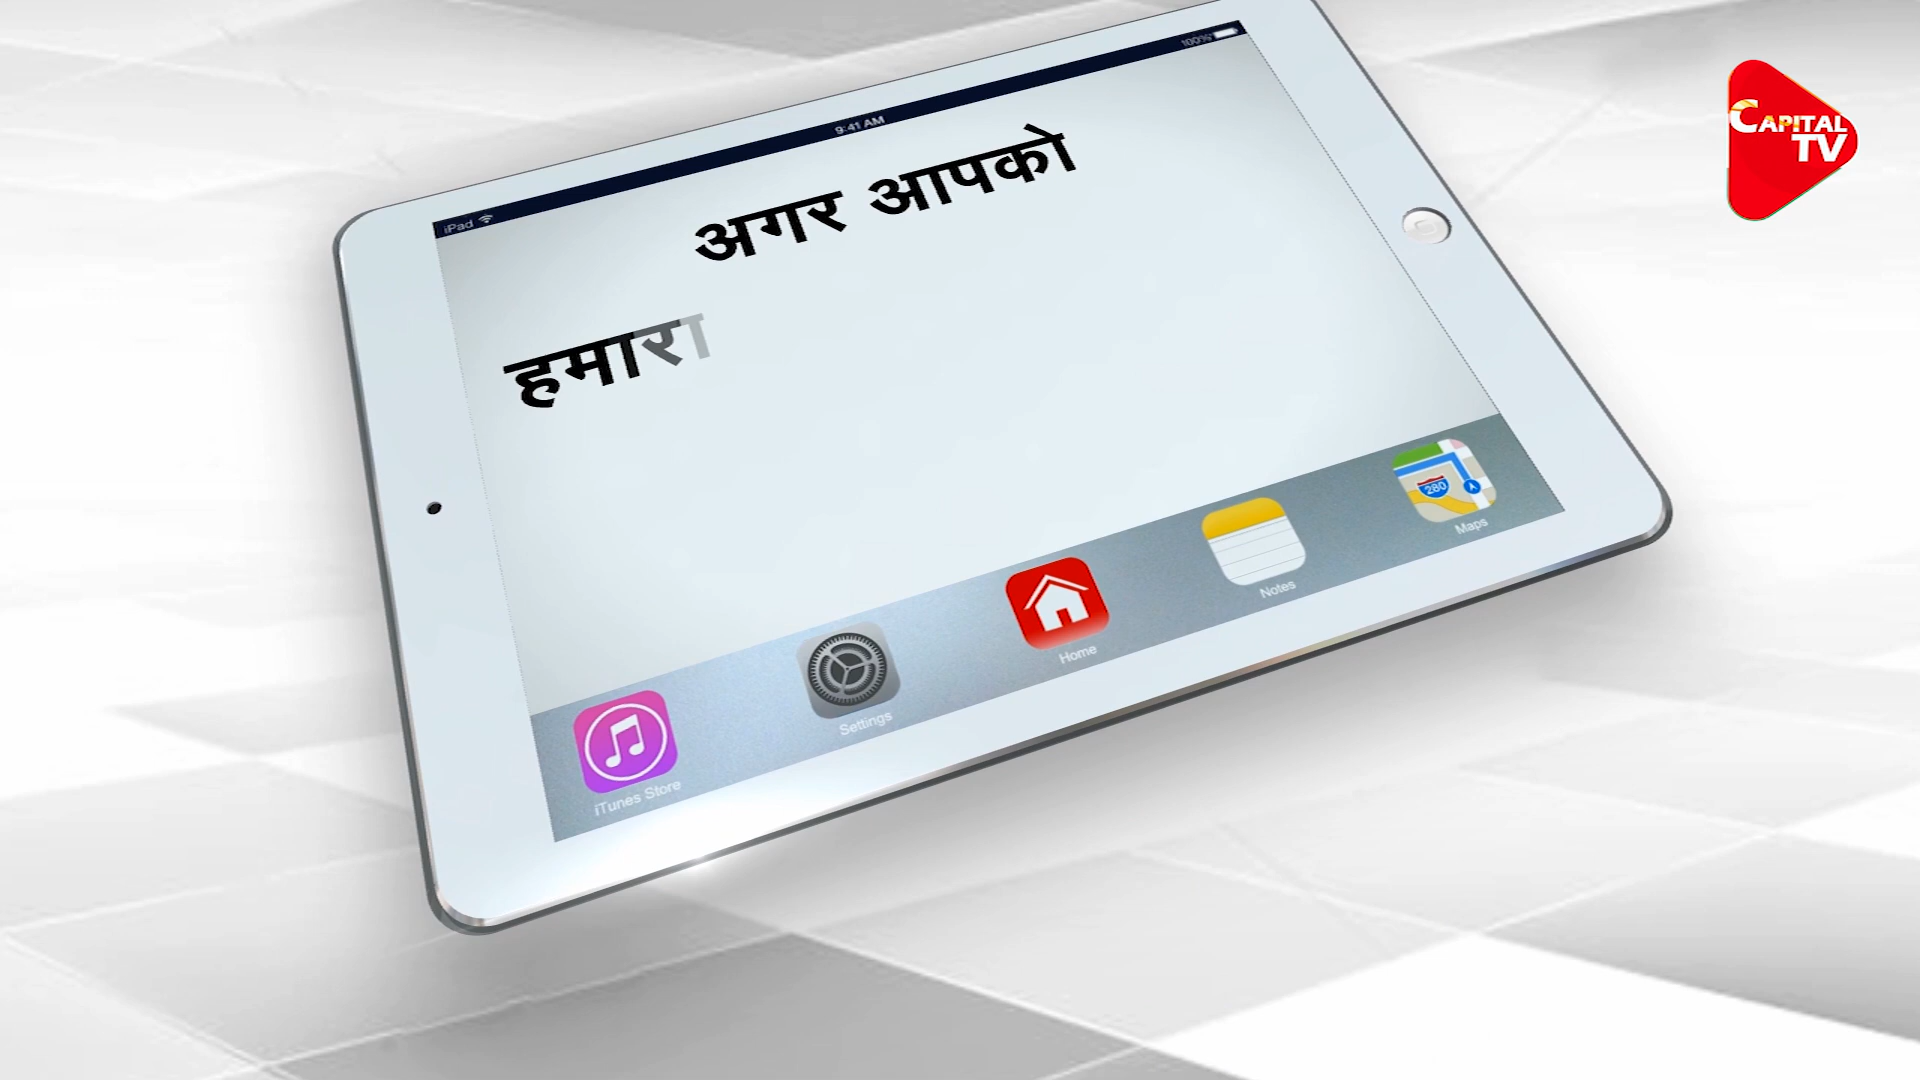 iPad
9:41 AM
100%
अगर आपको
हमारा
iTunes Store
Settings
Home
Notes
280
Maps
CAPITAL
TV